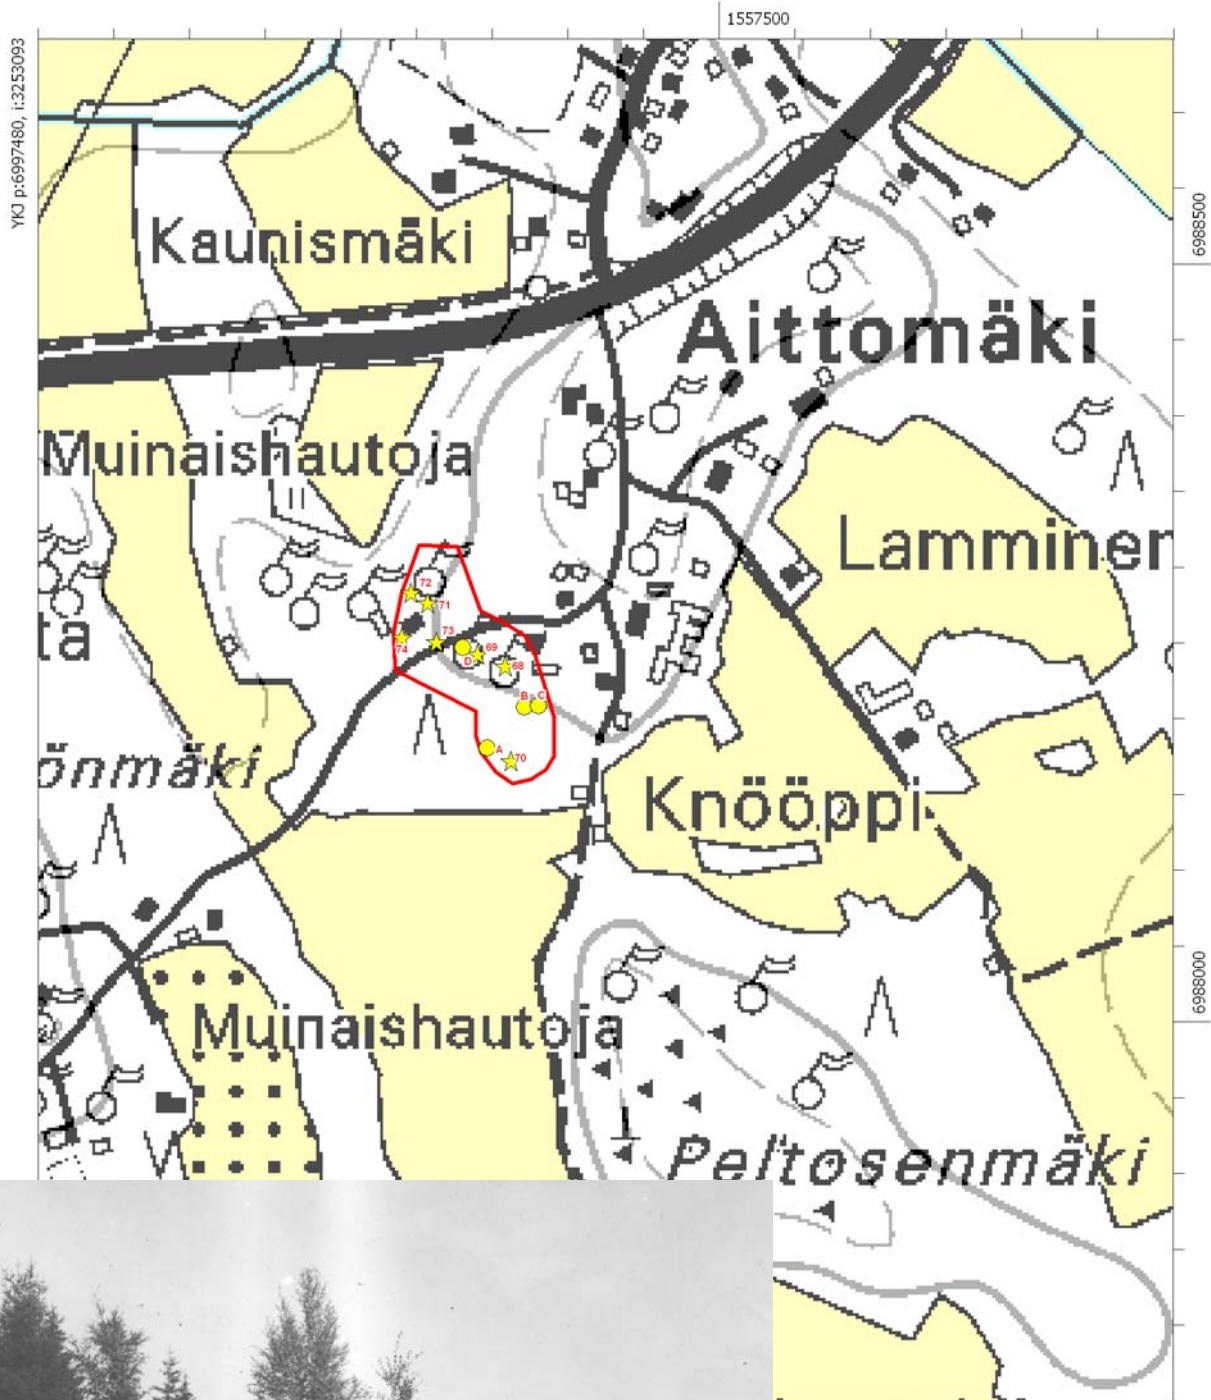 1557500
YKJ p:6997480, i:3253093
6988500
Kaunismäki
Aittomäki
Muinaishautoja
Lamminen
ta
72
71
73
74
69
D
68
B C
A
70
önmäki
Knööppi
6988000
Muinaishautoja
Peltosenmäki